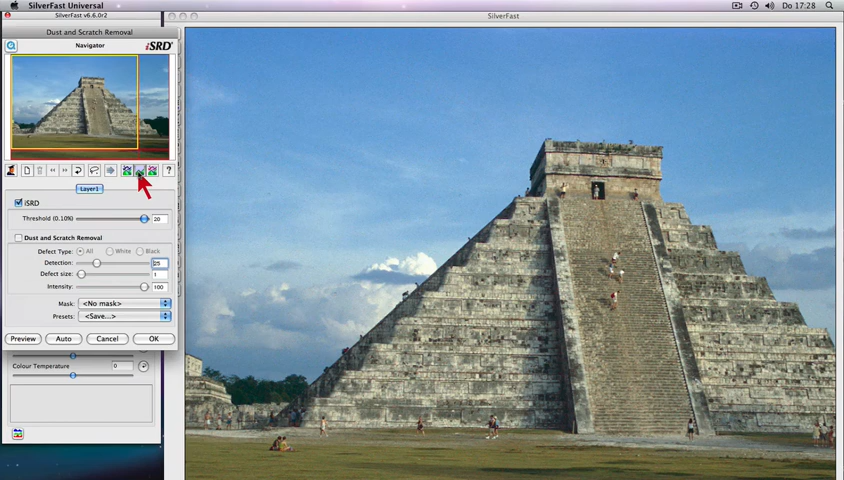 SilverFast Universal
Do 17:28
SilverFast v6.6.0r2
SilverFast
Dust and Scratch Removal
Navigator
iSRD
?
Layer1
iSRD
Threshold (0.10%)
20
Dust and Scratch Removal
Defect Type:
All
White
Black
Detection:
25
Defect size:
1
Intensity:
100
Mask:
<No mask>
Presets:
<Save...>
Preview
Auto
Cancel
OK
Colour Temperature
0